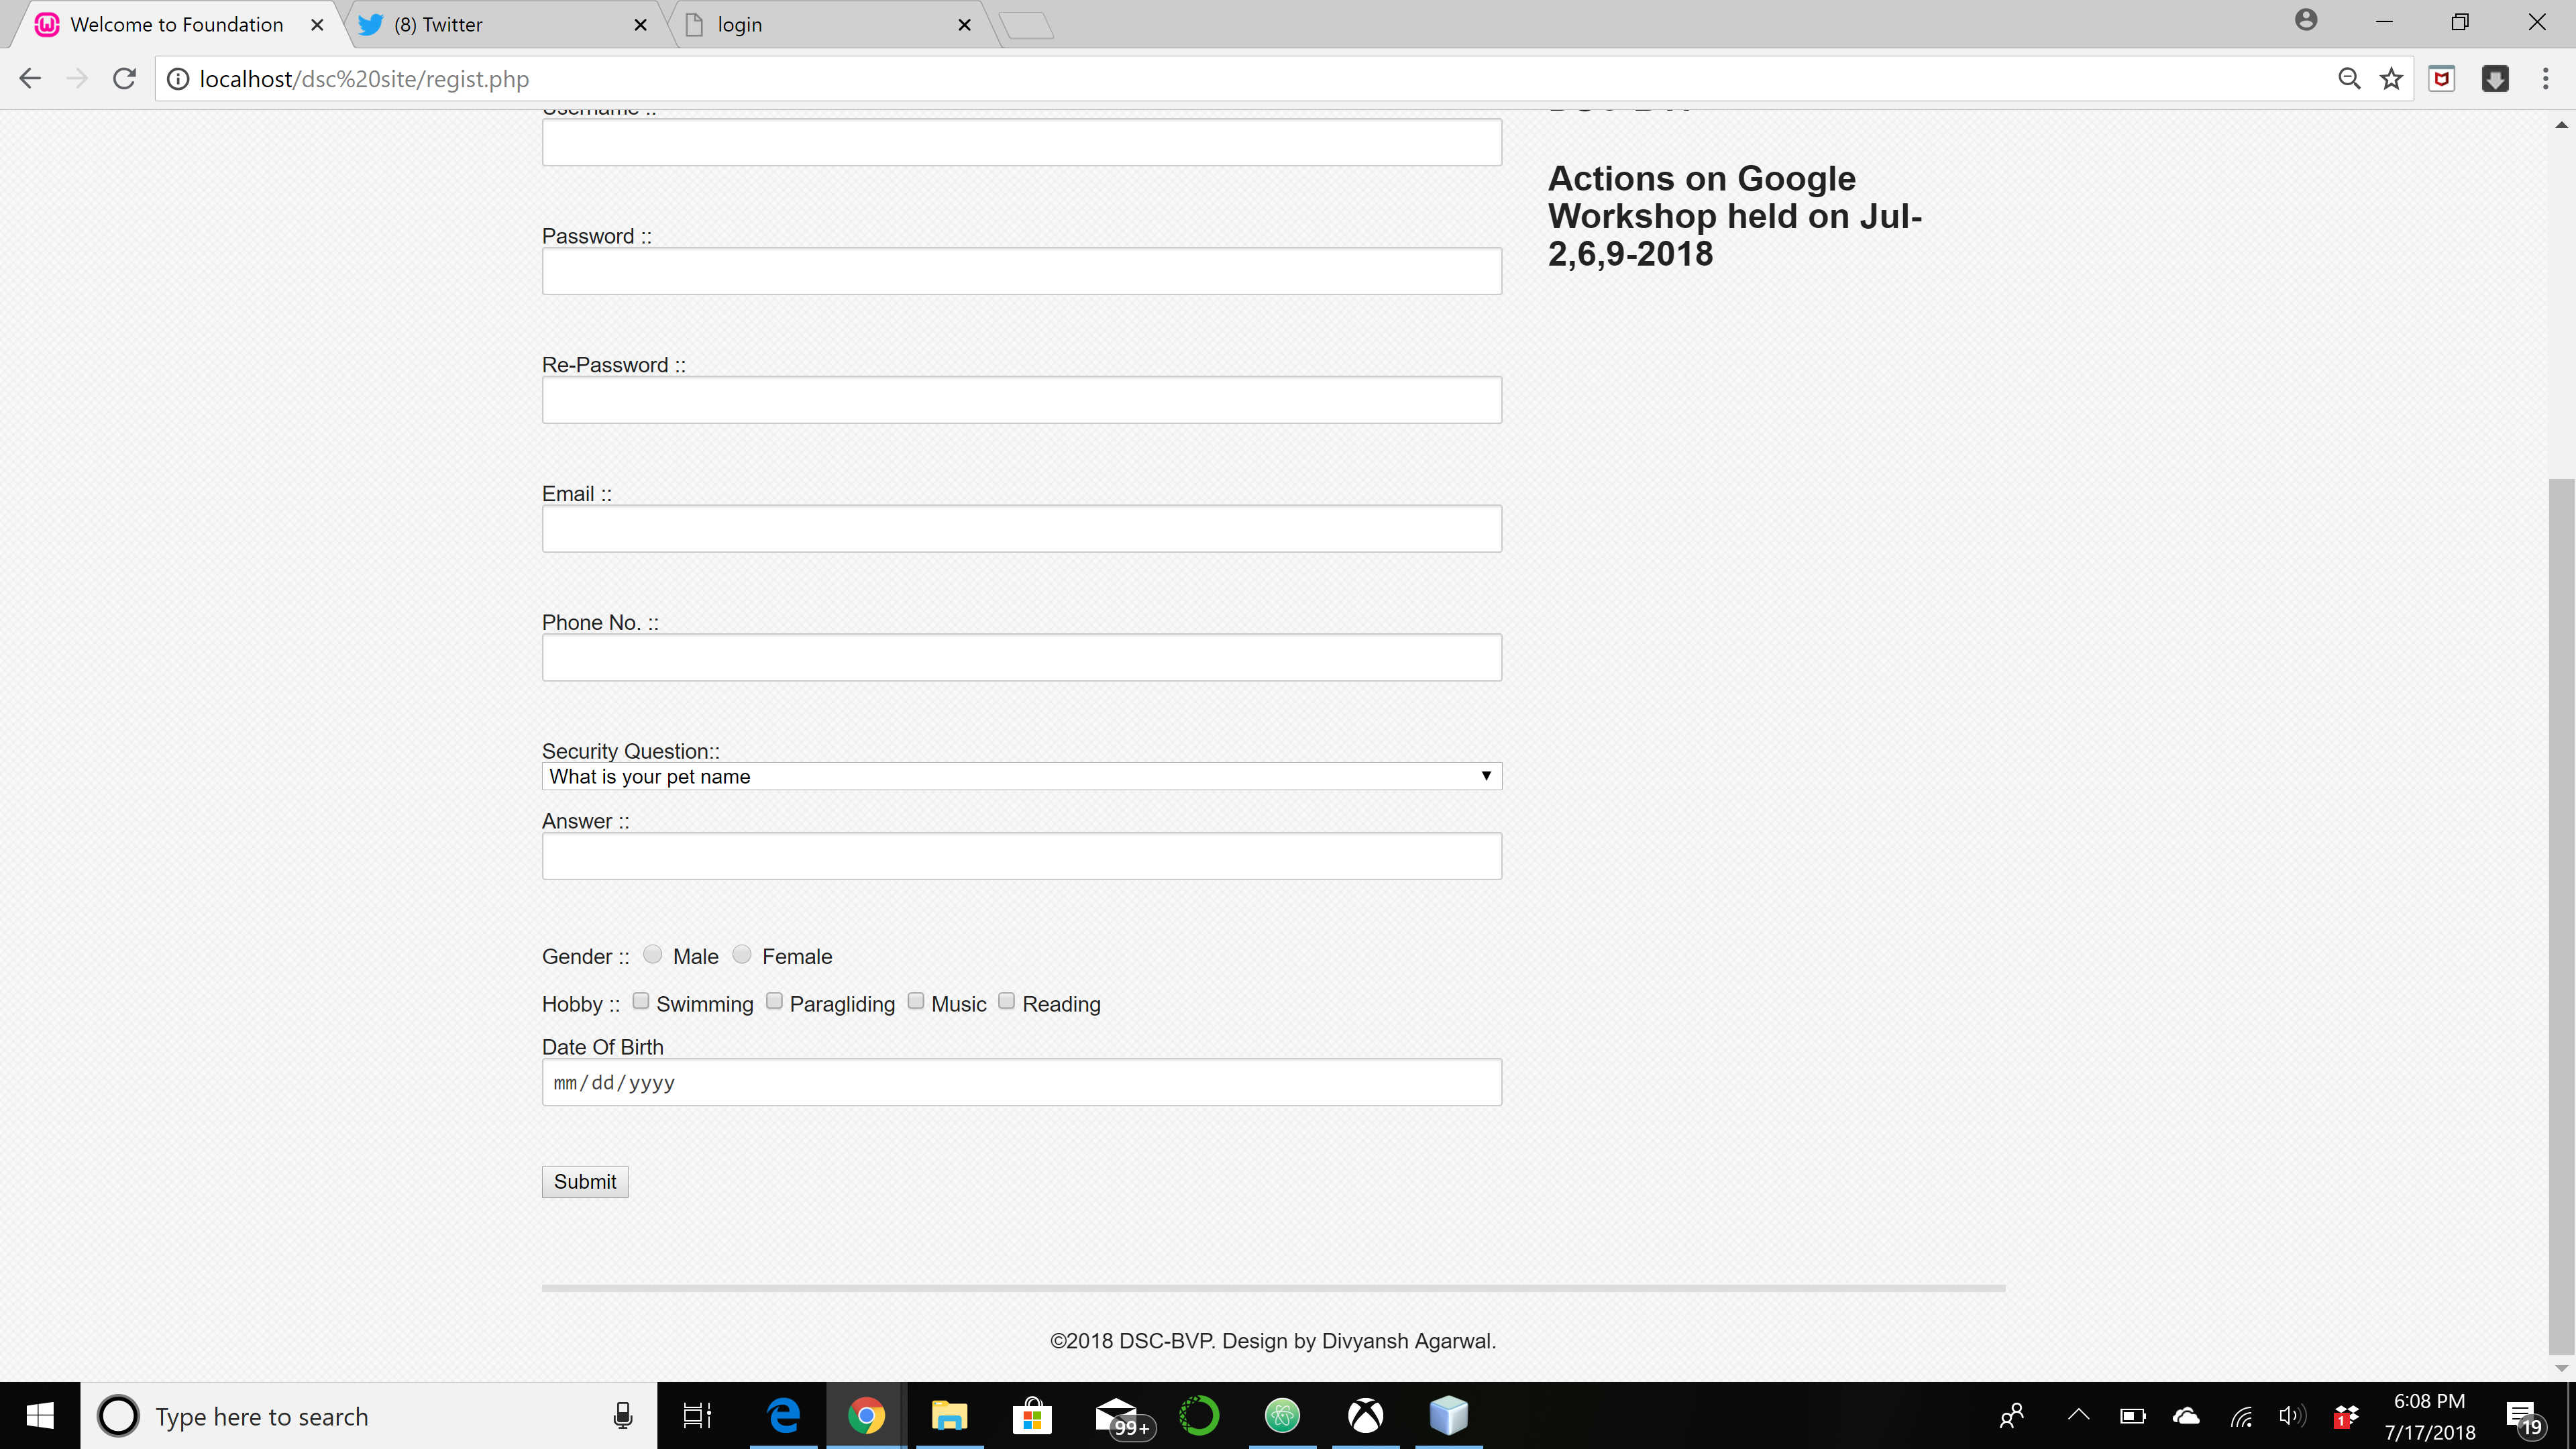 Welcome to Foundation
(8) Twitter
login
localhost/dsc%20site/regist.php
Username ::
Password ::
Re-Password ::
Email ::
Phone No. ::
Security Question::
What is your pet name
Answer ::
Gender :: Male Female
Hobby :: Swimming Paragliding Music Reading
Date Of Birth
mm/dd/yyyy
Submit
Actions on Google
Workshop held on Jul-
2,6,9-2018
©2018 DSC-BVP. Design by Divyansh Agarwal.
Type here to search
99+
1
6:08 PM
7/17/2018
19